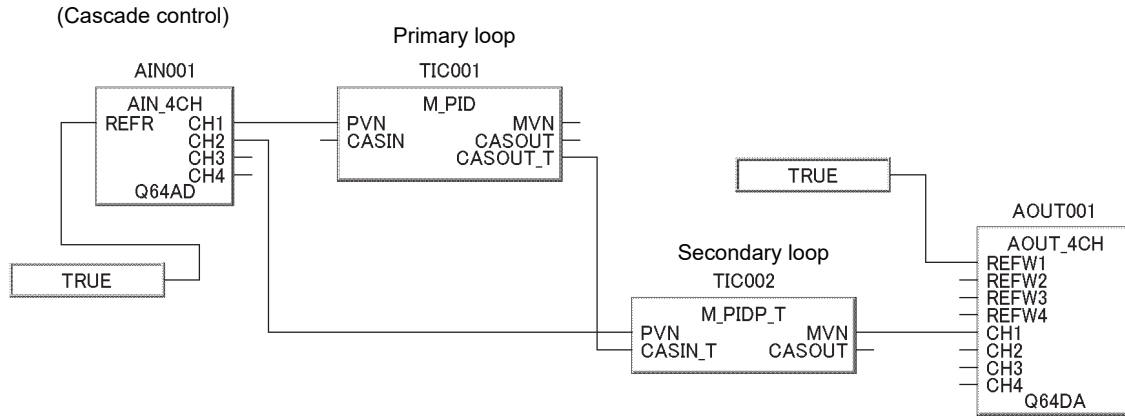 (Cascade control)
Primary loop
AIN001
TIC001
AIN_4CH
REFR CH1
CH2
CH3
CH4
Q64AD
M_PID
PVN MVN
CASIN CASOUT
CASOUT_T
TRUE
TRUE
Secondary loop
TIC002
M_PIDP_T
PVN MVN
CASIN_T CASOUT
AOUT001
AOUT_4CH
REFW1
REFW2
REFW3
REFW4
CH1
CH2
CH3
CH4
Q64DA